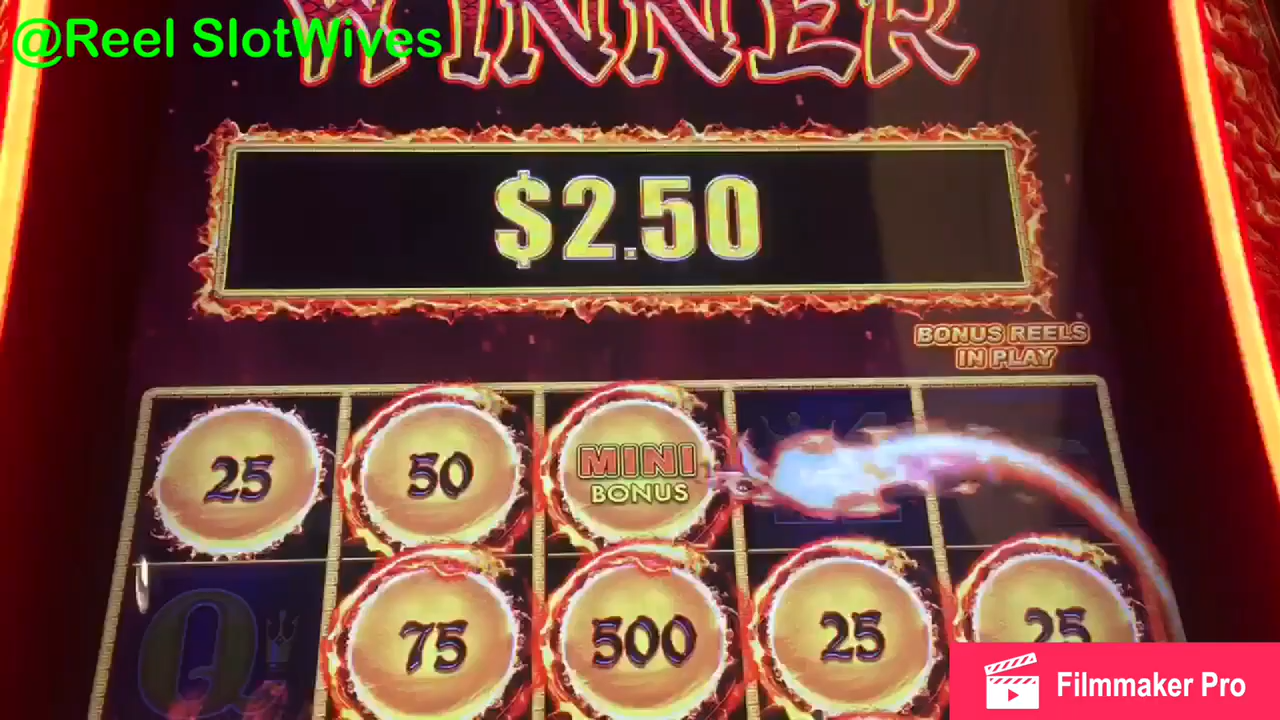 @Reel SlotWives
WINNER
$2.50
BONUS REELS
IN PLAY
25
50
MINI
BONUS
Q
75
500
25
25
Filmmaker Pro